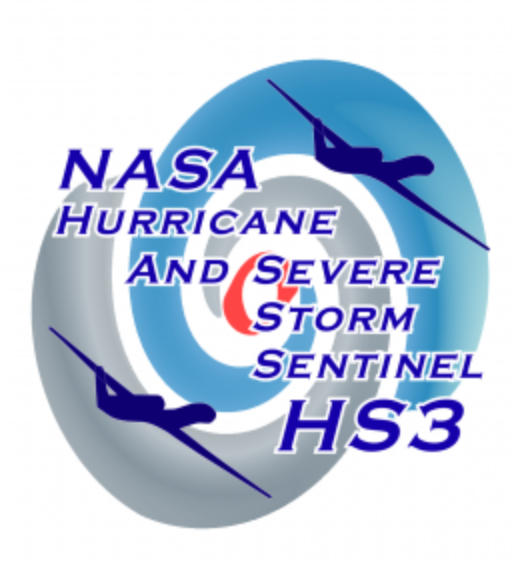 NASA
HURRICANE
AND SEVERE
STORM
SENTINEL
HS3